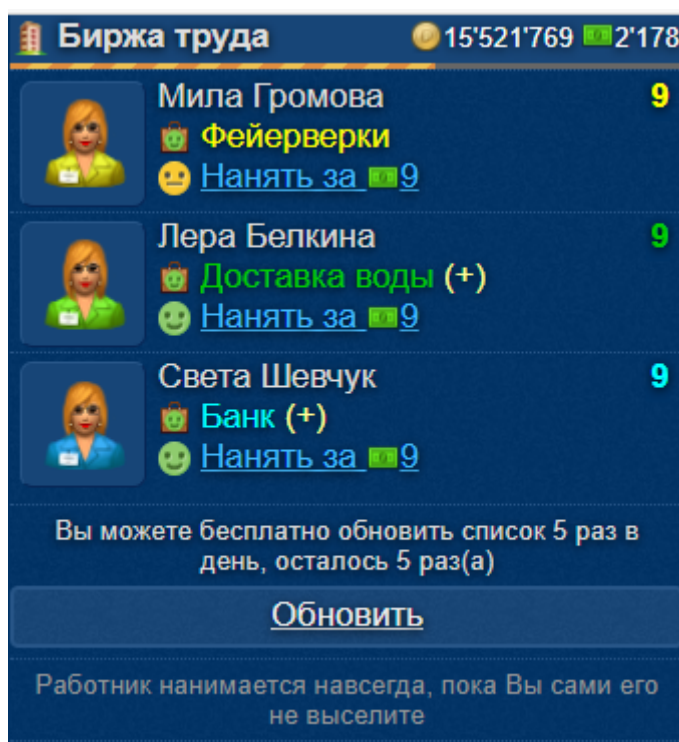 Биржа труда 15'521'769 2'178
Мила Громова 9
Фейерверки
Нанять за 9
Лера Белкина 9
Доставка воды (+)
Нанять за 9
Света Шевчук 9
Банк (+)
Нанять за 9
Вы можете бесплатно обновить список 5 раз в
день, осталось 5 раз(а)
Обновить
Работник нанимается навсегда, пока Вы сами его
не выселите